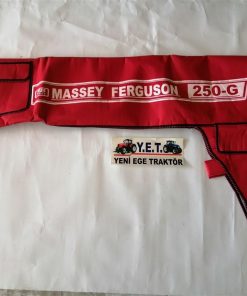 MASSEY FERGUSON 250-G
Y.E.T.
YENİ EGE TRAKTÖR